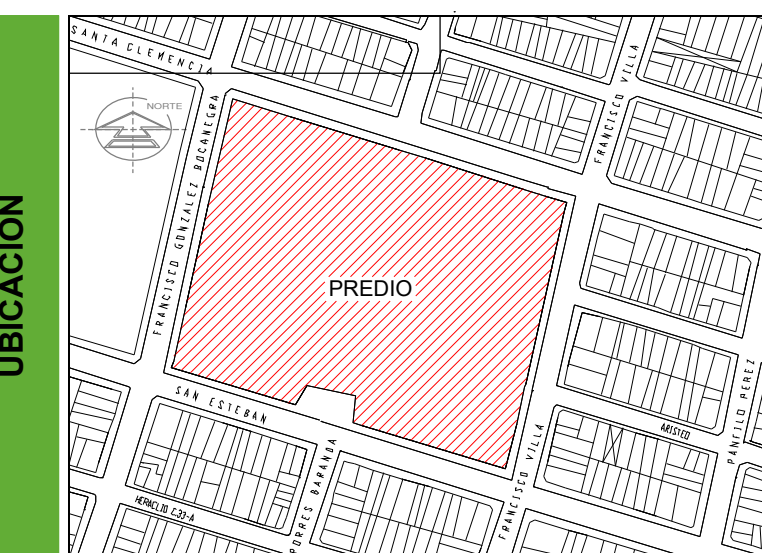 UBICACION
SANTA CLEMENCIA
NORTE
FRANCISCO GONZALEZ BOCANEGRA
FRANCISCO VILLA
PREDIO
SAN ESTEBAN
PANFILO PEREZ
ARISTEO
FRANCISCO VILLA
PORRES BARANDA
HERACLIO C.33-A